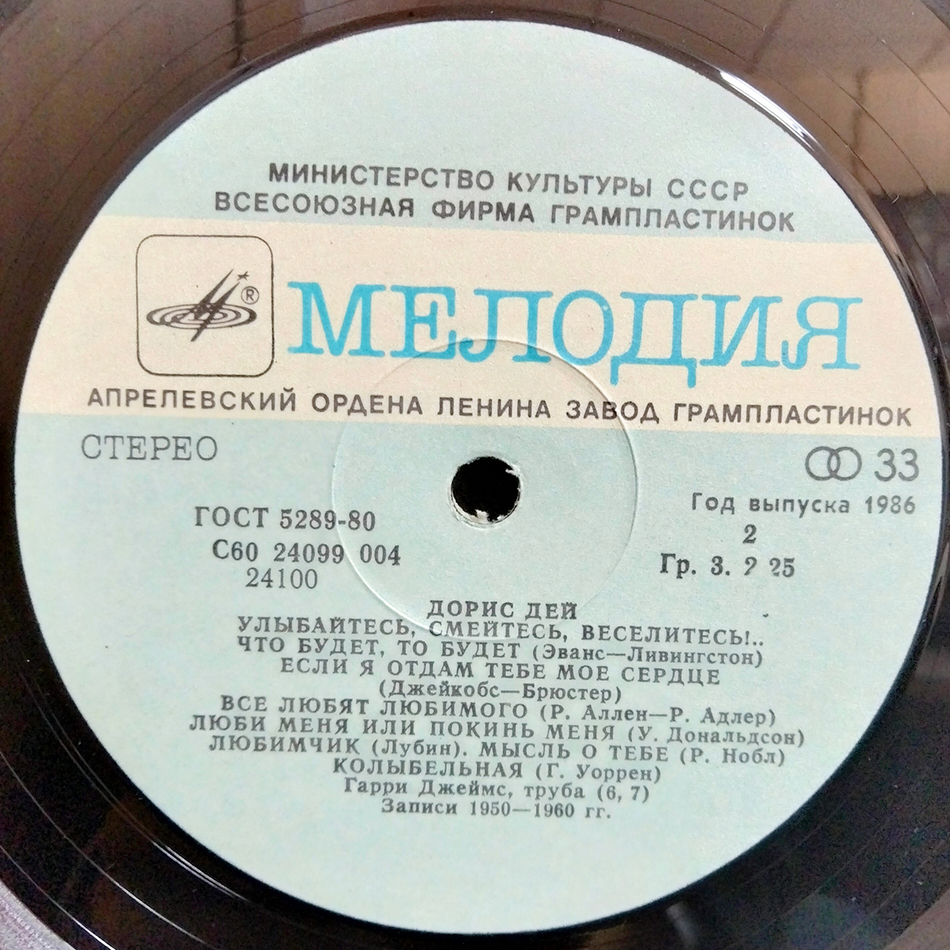 МИНИСТЕРСТВО КУЛЬТУРЫ СССР
ВСЕСОЮЗНАЯ ФИРМА ГРАМПЛАСТИНОК
®
МЕЛОДИЯ
АПРЕЛЕВСКИЙ ОРДЕНА ЛЕНИНА ЗАВОД ГРАМПЛАСТИНОК
СТЕРЕО
33
ГОСТ 5289-80
Год выпуска 1986
С60 24099 004
2
24100
Гр. 3. 2 25
ДОРИС ДЕЙ
УЛЫБАЙТЕСЬ, СМЕЙТЕСЬ, ВЕСЕЛИТЕСЬ!..
ЧТО БУДЕТ, ТО БУДЕТ (Эванс—Ливингстон)
ЕСЛИ Я ОТДАМ ТЕБЕ МОЕ СЕРДЦЕ
(Джейкобс—Брюстер)
ВСЕ ЛЮБЯТ ЛЮБИМОГО (Р. Аллен—Р. Адлер)
ЛЮБИ МЕНЯ ИЛИ ПОКИНЬ МЕНЯ (У. Дональдсон)
ЛЮБИМЧИК (Лубин). МЫСЛЬ О ТЕБЕ (Р. Нобл)
КОЛЫБЕЛЬНАЯ (Г. Уоррен)
Гарри Джеймс, труба (6, 7)
Записи 1950—1960 гг.